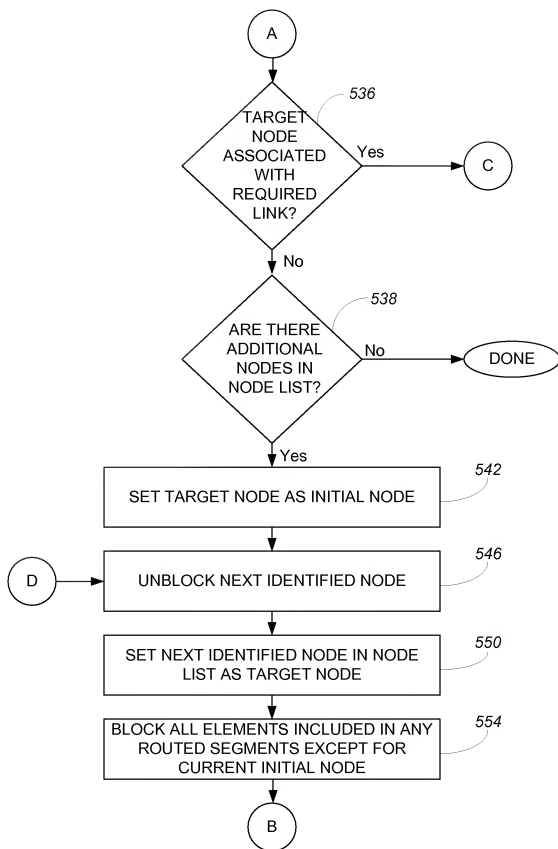 A
536
TARGET
NODE
ASSOCIATED
WITH
REQUIRED
LINK?
Yes
C
No
538
ARE THERE
ADDITIONAL
NODES IN
NODE LIST?
No
DONE
Yes
542
SET TARGET NODE AS INITIAL NODE
546
D
UNBLOCK NEXT IDENTIFIED NODE
550
SET NEXT IDENTIFIED NODE IN NODE
LIST AS TARGET NODE
554
BLOCK ALL ELEMENTS INCLUDED IN ANY
ROUTED SEGMENTS EXCEPT FOR
CURRENT INITIAL NODE
B